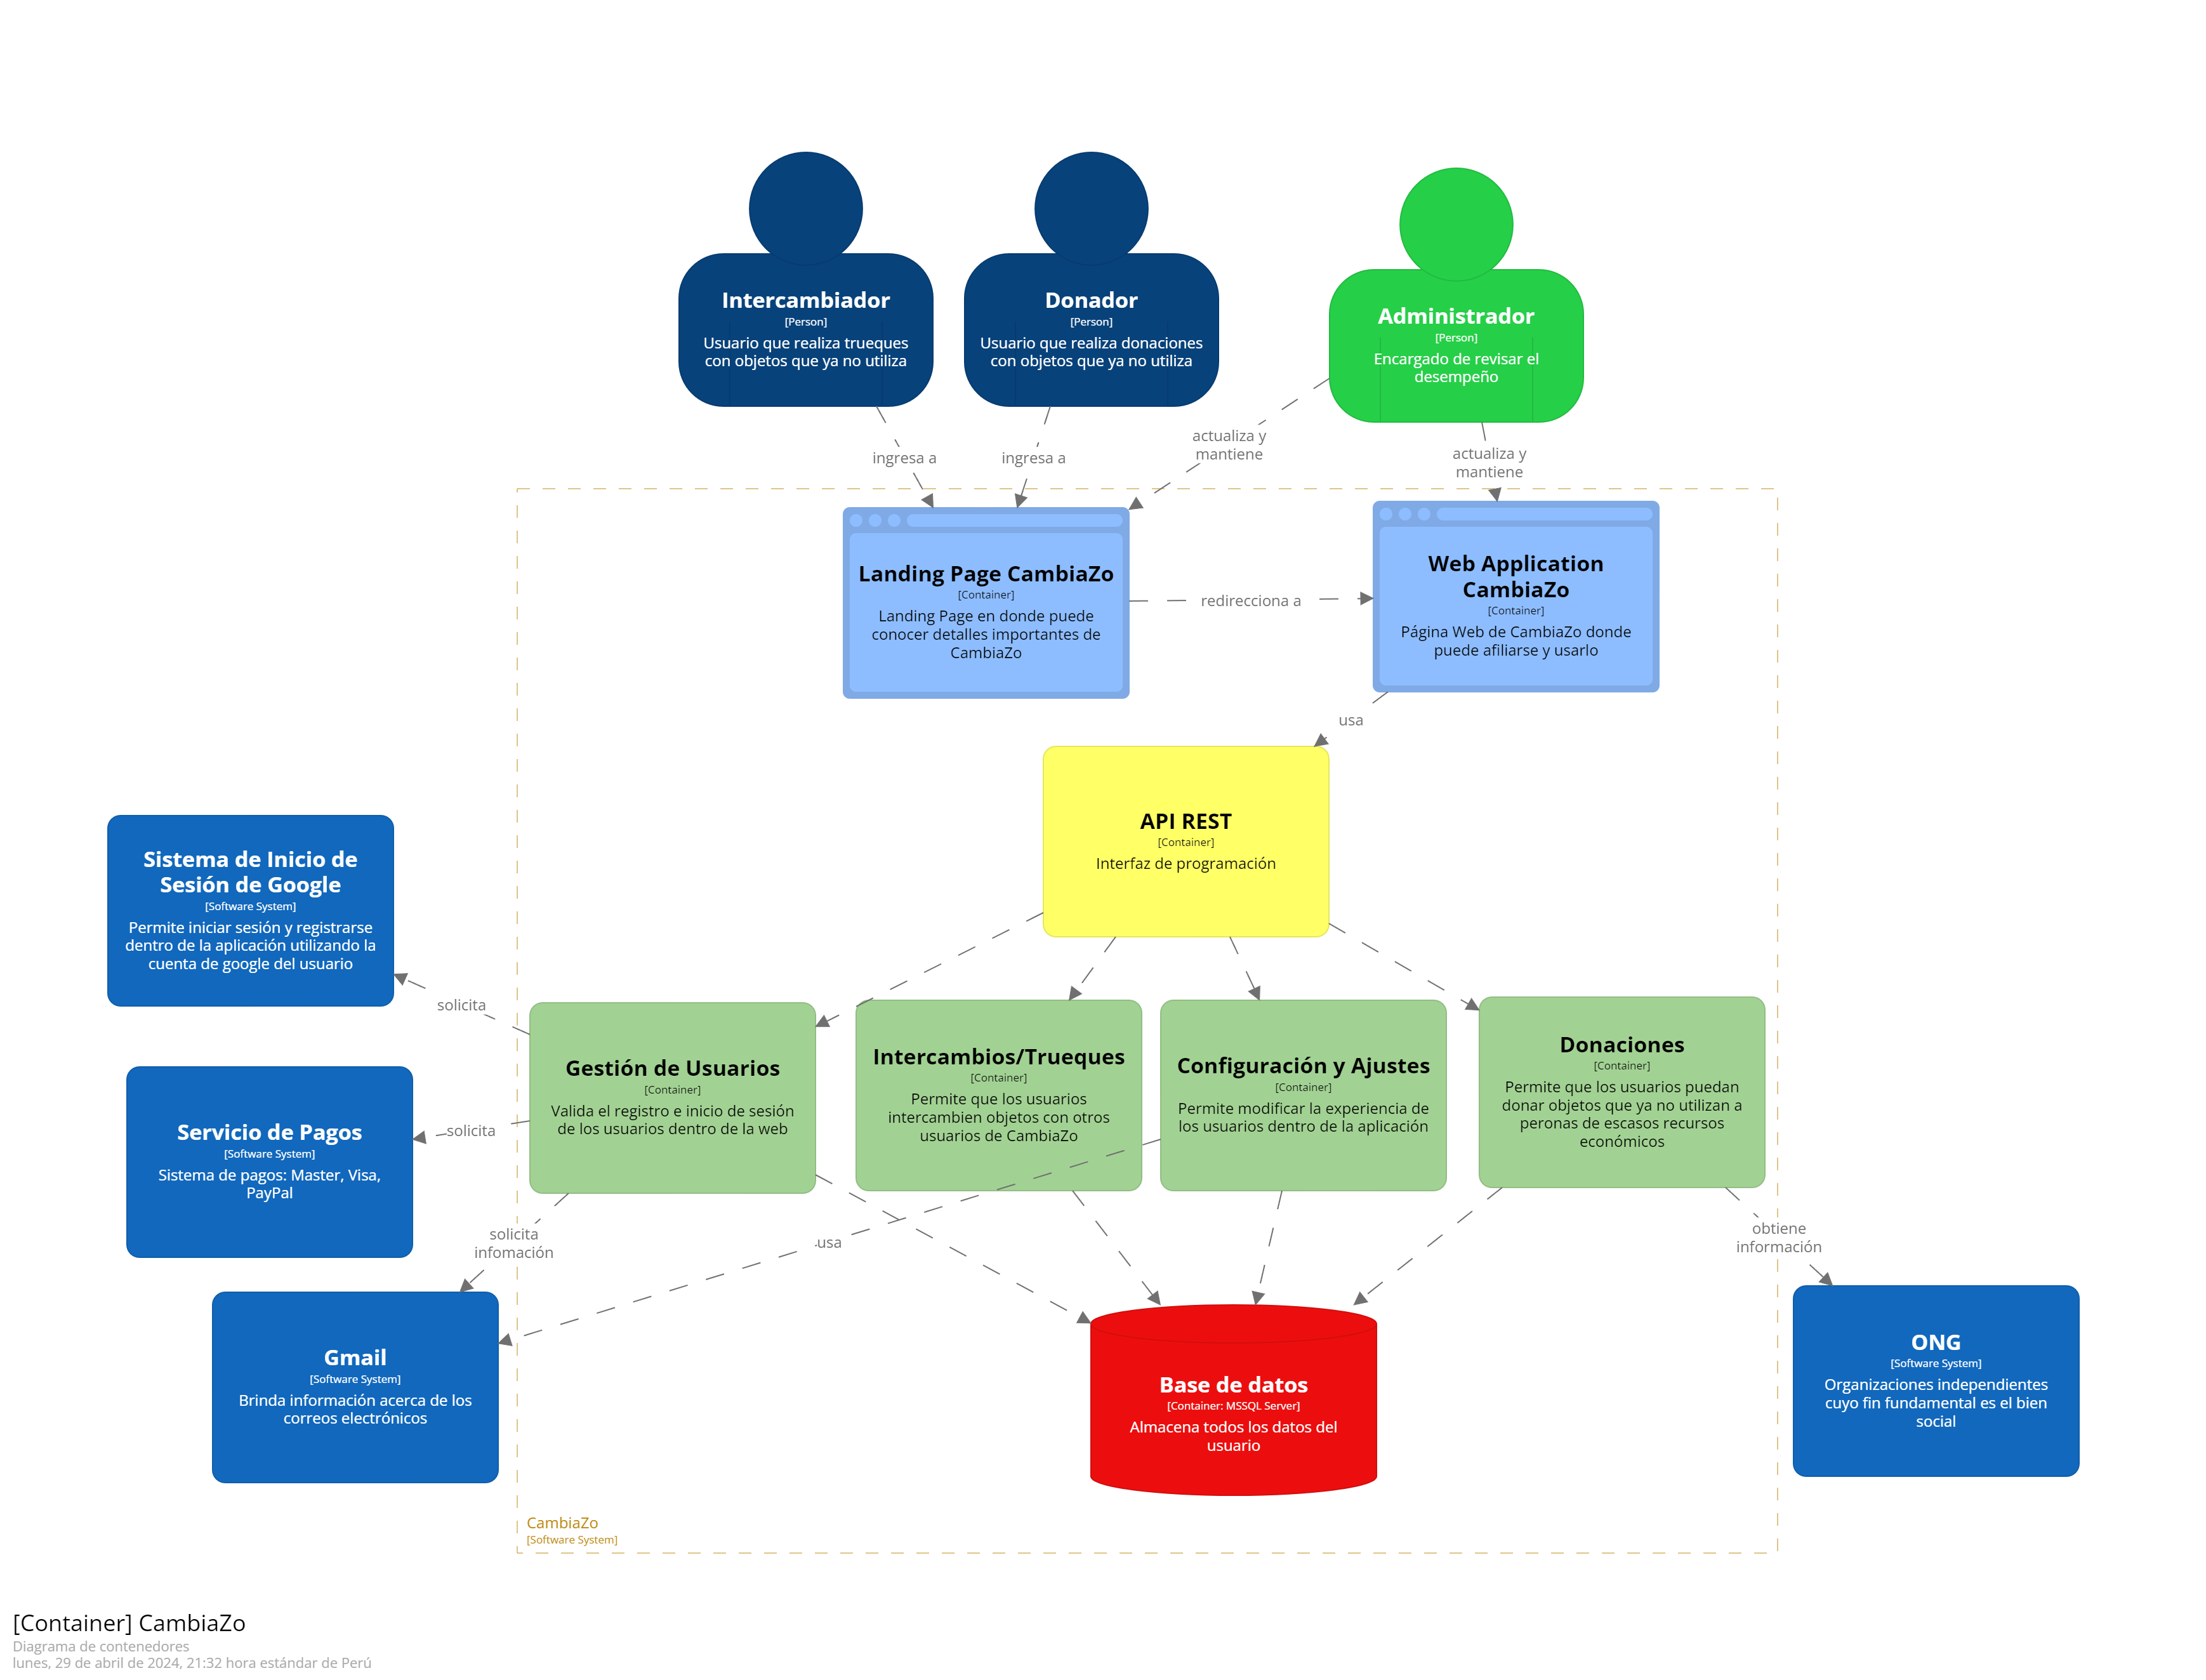 Intercambiador
[Person]
Usuario que realiza trueques
con objetos que ya no utiliza
Donador
[Person]
Usuario que realiza donaciones
con objetos que ya no utiliza
Administrador
[Person]
Encargado de revisar el
desempeño
ingresa a
ingresa a
actualiza y
mantiene
actualiza y
mantiene
Landing Page CambiaZo
[Container]
Landing Page en donde puede
conocer detalles importantes de
CambiaZo
redirecciona a
Web Application
CambiaZo
[Container]
Página Web de CambiaZo donde
puede afiliarse y usarlo
usa
API REST
[Container]
Interfaz de programación
Sistema de Inicio de
Sesión de Google
[Software System]
Permite iniciar sesión y registrarse
dentro de la aplicación utilizando la
cuenta de google del usuario
solicita
Gestión de Usuarios
[Container]
Valida el registro e inicio de sesión
de los usuarios dentro de la web
Intercambios/Trueques
[Container]
Permite que los usuarios
intercambien objetos con otros
usuarios de CambiaZo
Configuración y Ajustes
[Container]
Permite modificar la experiencia de
los usuarios dentro de la aplicación
Donaciones
[Container]
Permite que los usuarios puedan
donar objetos que ya no utilizan a
peronas de escasos recursos
económicos
Servicio de Pagos
[Software System]
Sistema de pagos: Master, Visa,
PayPal
solicita
solicita
infomación
usa
obtiene
información
Gmail
[Software System]
Brinda información acerca de los
correos electrónicos
Base de datos
[Container: MSSQL Server]
Almacena todos los datos del
usuario
ONG
[Software System]
Organizaciones independientes
cuyo fin fundamental es el bien
social
CambiaZo
[Software System]
[Container] CambiaZo
Diagrama de contenedores
lunes, 29 de abril de 2024, 21:32 hora estándar de Perú